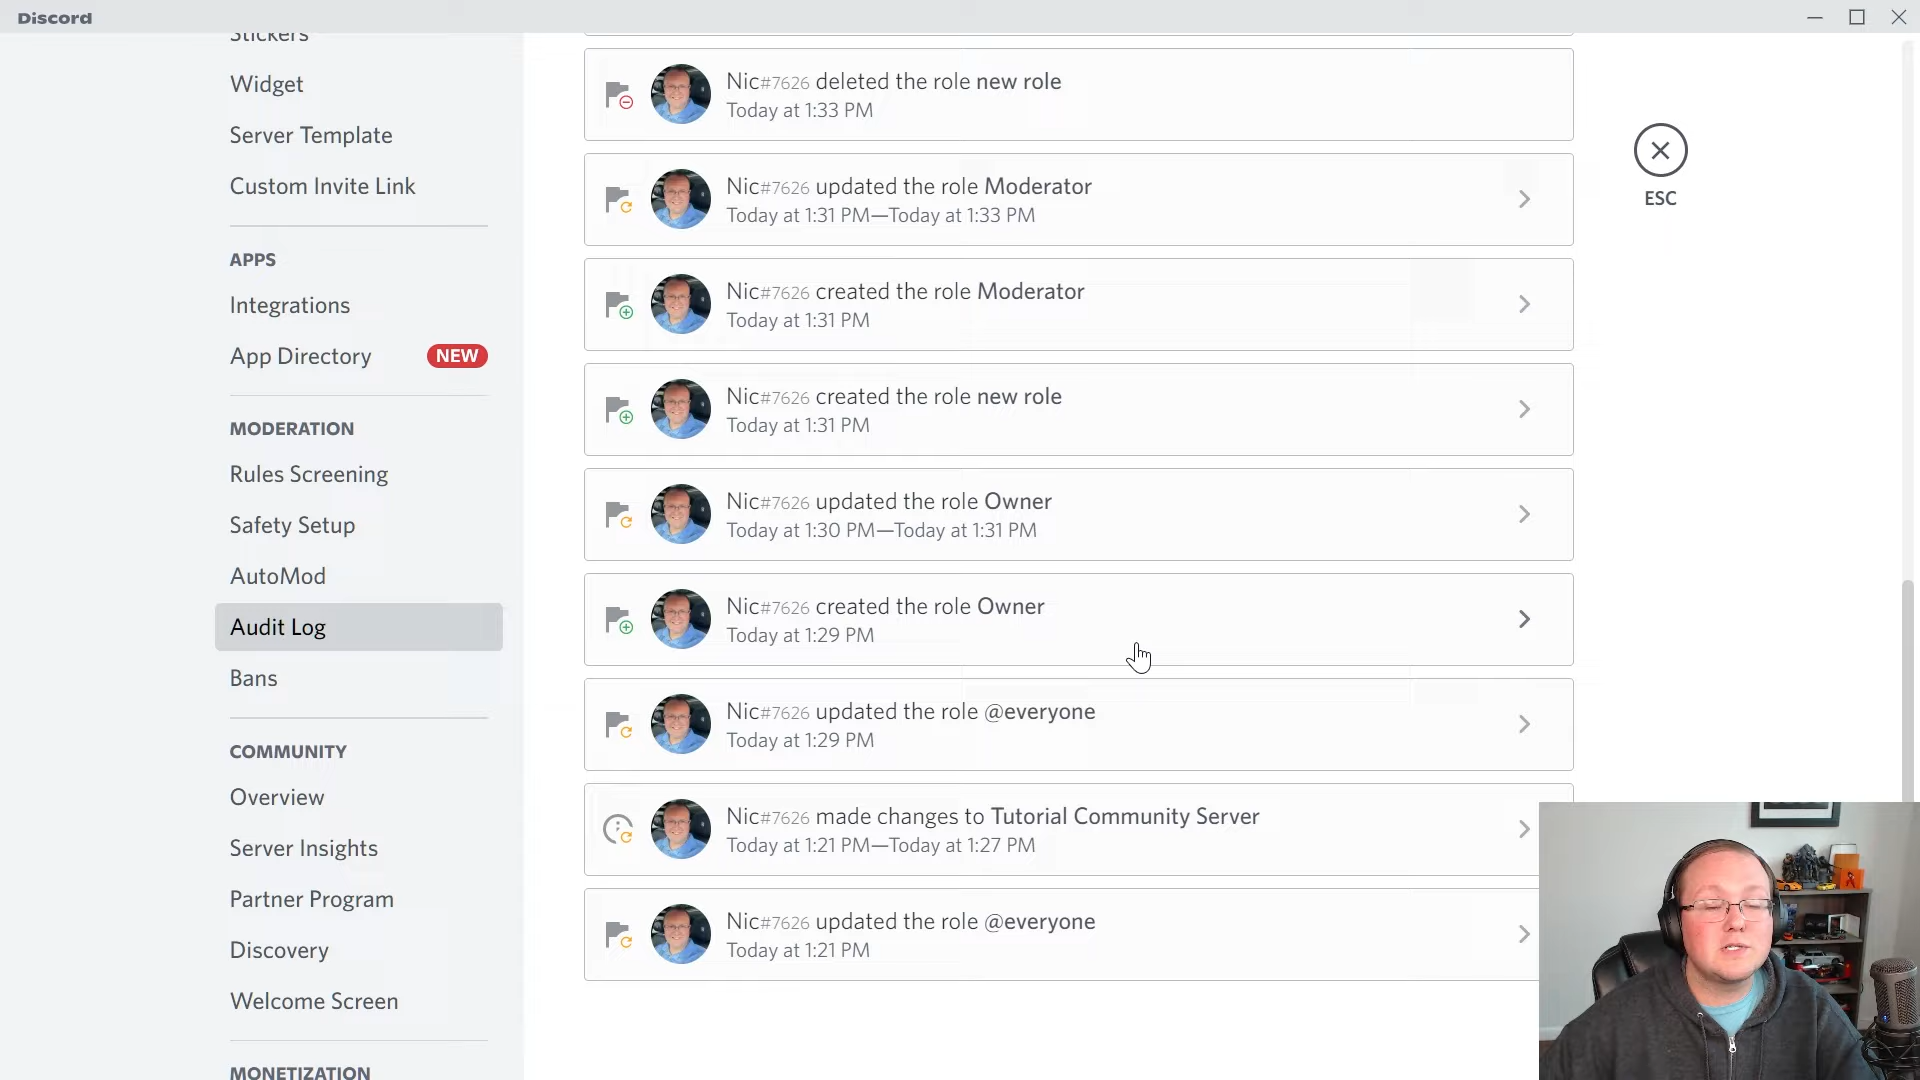 Discord
Stickers
Widget
Server Template
Custom Invite Link
APPS
Integrations
App Directory
NEW
MODERATION
Rules Screening
Safety Setup
AutoMod
Audit Log
Bans
COMMUNITY
Overview
Server Insights
Partner Program
Discovery
Welcome Screen
MONETIZATION
Nic#7626 deleted the role new role
Today at 1:33 PM
Nic#7626 updated the role Moderator
Today at 1:31 PM—Today at 1:33 PM
Nic#7626 created the role Moderator
Today at 1:31 PM
Nic#7626 created the role new role
Today at 1:31 PM
Nic#7626 updated the role Owner
Today at 1:30 PM—Today at 1:31 PM
Nic#7626 created the role Owner
Today at 1:29 PM
Nic#7626 updated the role @everyone
Today at 1:29 PM
Nic#7626 made changes to Tutorial Community Server
Today at 1:21 PM—Today at 1:27 PM
Nic#7626 updated the role @everyone
Today at 1:21 PM
ESC